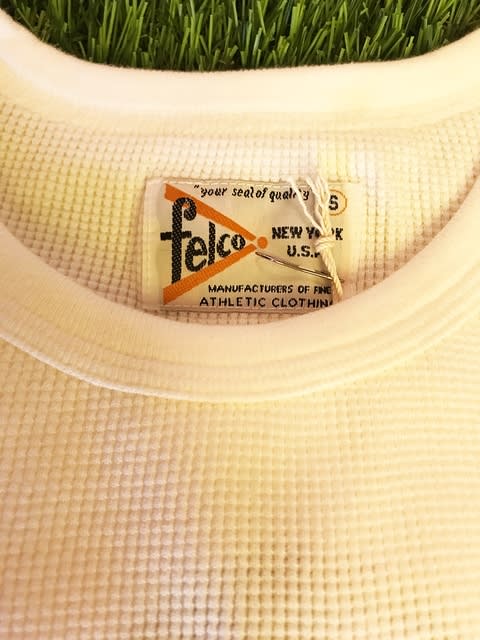 "your seal of quality
S
felco
NEW YORK
U.S.A
MANUFACTURERS OF FINE
ATHLETIC CLOTHING